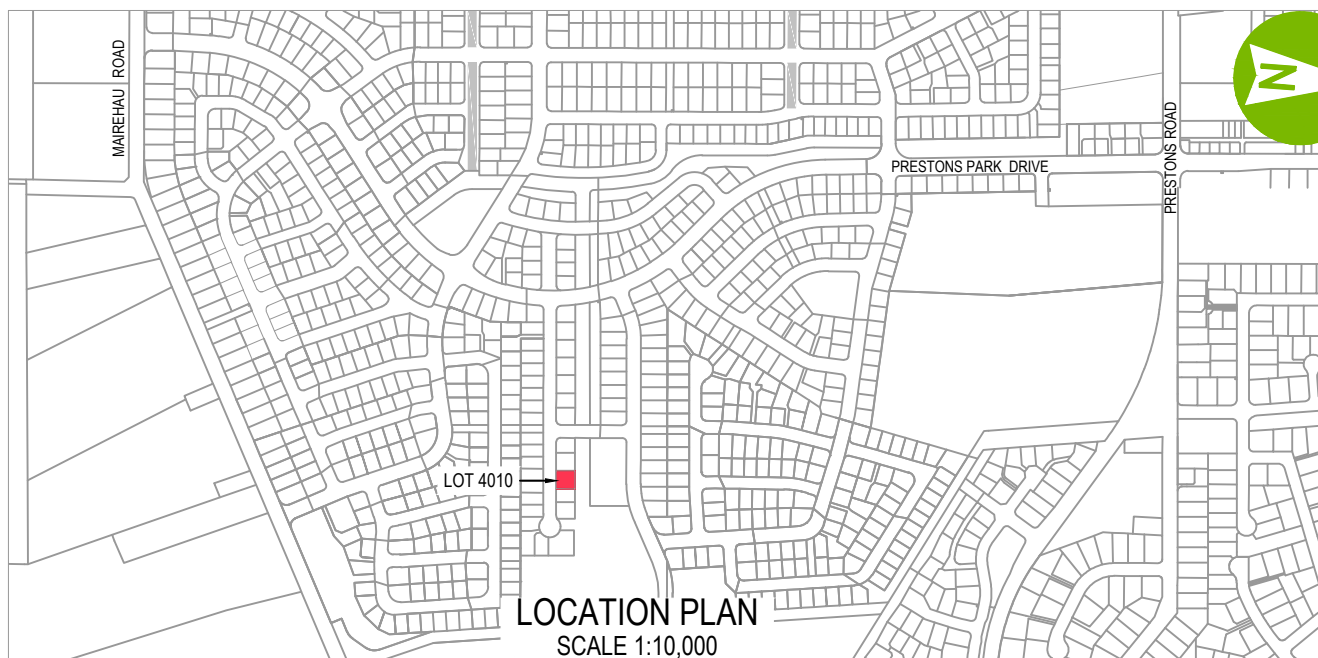 MAIREHAU ROAD
N
PRESTONS ROAD
PRESTONS PARK DRIVE
LOT 4010
LOCATION PLAN
SCALE 1:10,000